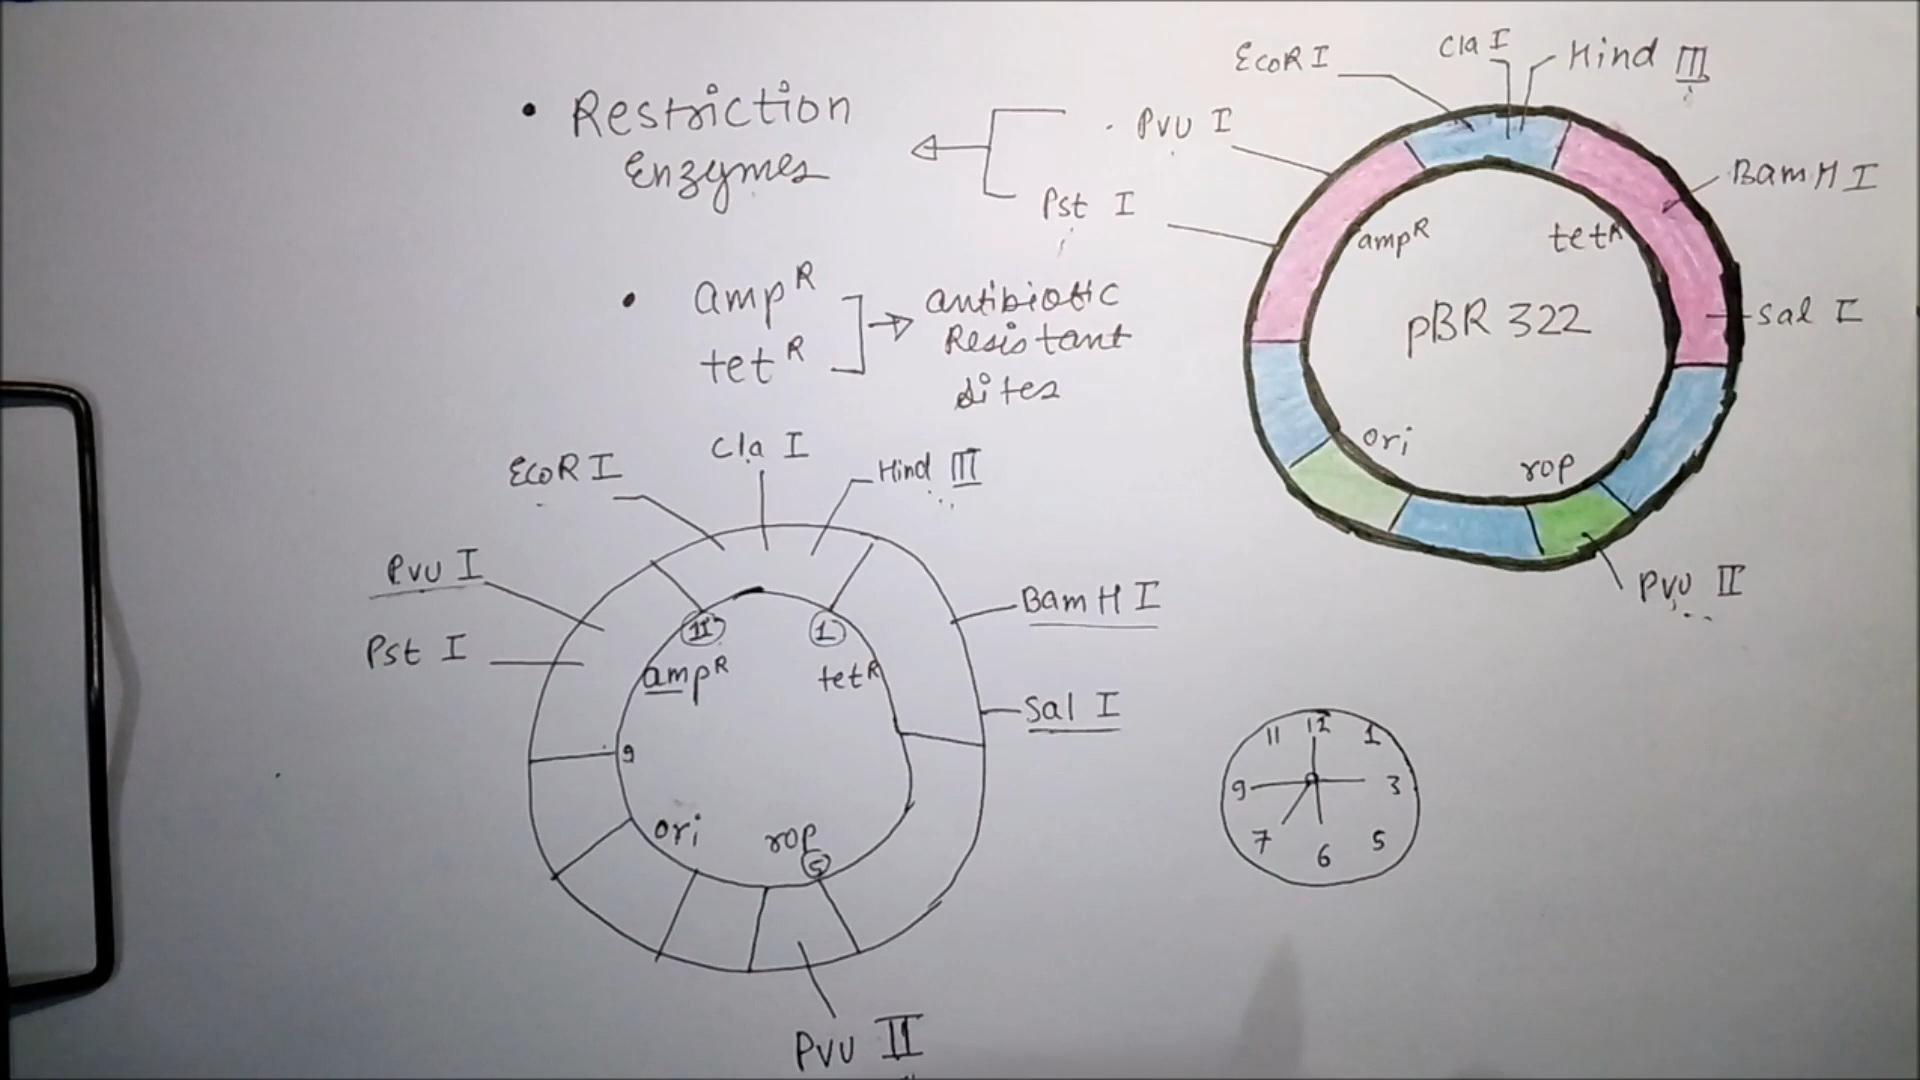 • Restriction
Enzymes
• amp R
tet R
antibiotic
Resistant
sites
EcoR I
Cla I
Hind III
Pvu I
Pst I
BamH I
Sal I
amp R
tet R
pBR 322
ori
rop
Pvu II
EcoR I
Cla I
Hind III
Pvu I
Pst I
BamH I
Sal I
11
1
amp R
tet R
9
ori
rop
5
Pvu II
11 12 1
9 3
7 6 5